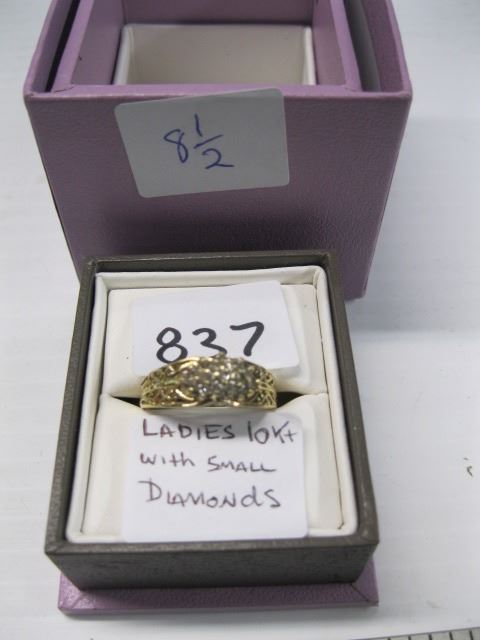 8 1/2
837
LADIES 10Kt
with SMALL
DIAMONDS